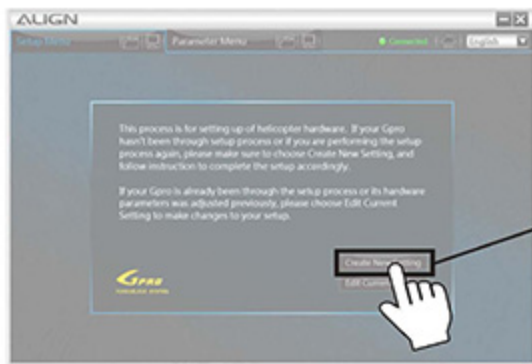 ALIGN
Setup Menu Parameter Menu Connected English
This process is for setting up of helicopter hardware. If your Gpro
hasn't been through setup process or if you are performing the setup
process again, please make sure to choose Create New Setting, and
follow instruction to complete the setup accordingly.
If your Gpro is already been through the setup process or its hardware
parameters was adjusted previously, please choose Edit Current
Setting to make changes to your setup.
Create New Setting
GPRO
Edit Current